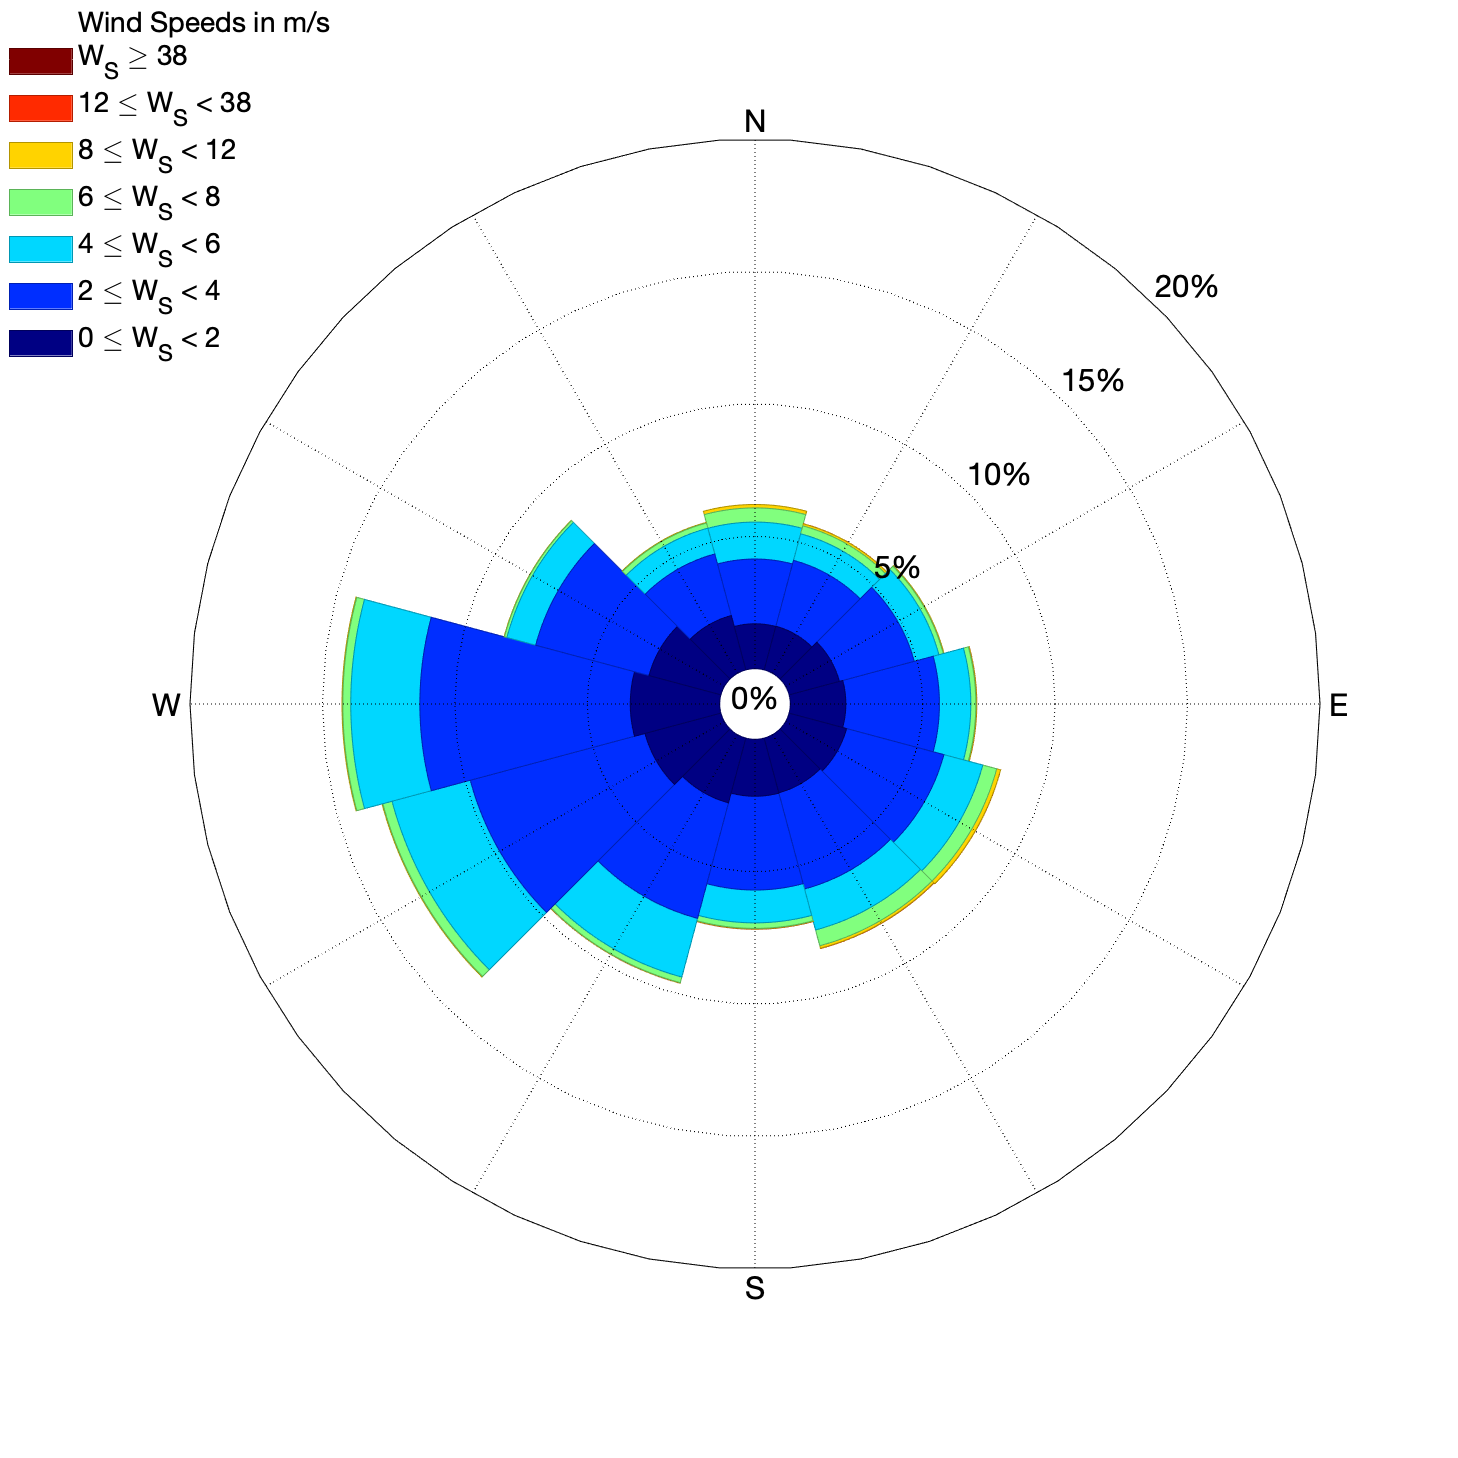 Wind Speeds in m/s
W_S ≥ 38
12 ≤ W_S < 38
8 ≤ W_S < 12
6 ≤ W_S < 8
4 ≤ W_S < 6
2 ≤ W_S < 4
0 ≤ W_S < 2
N
20%
15%
10%
5%
W
0%
E
S